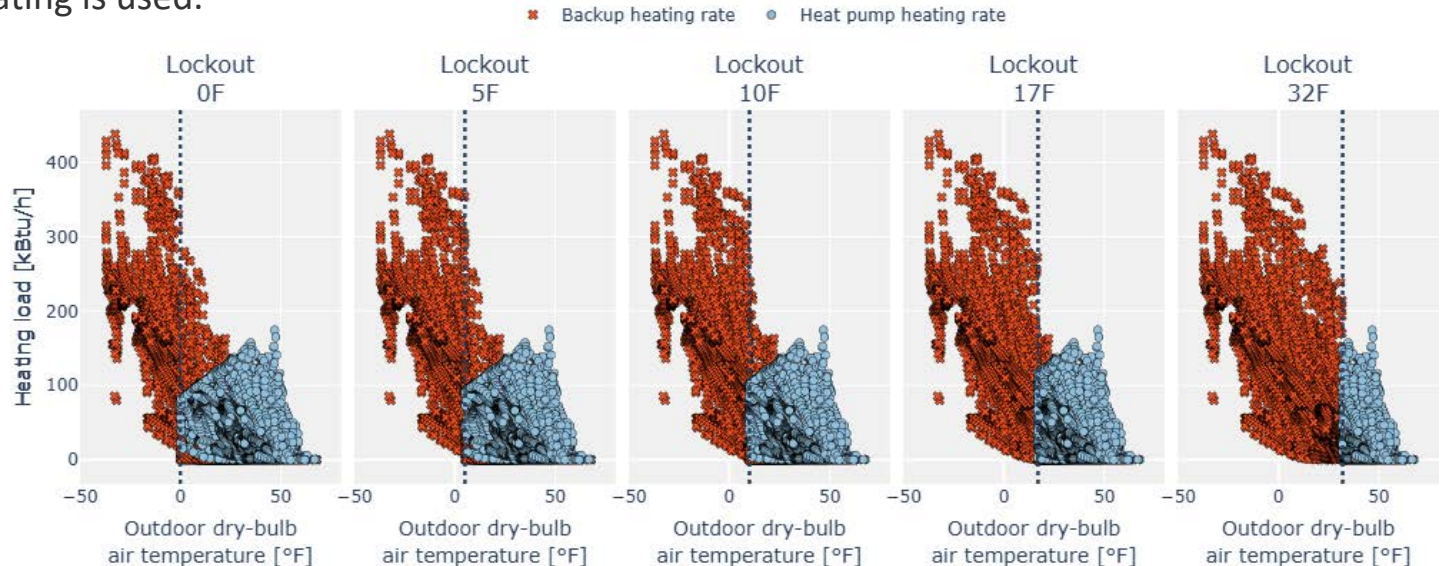 ating is used.
Backup heating rate Heat pump heating rate
Lockout
0F
Lockout
5F
Lockout
10F
Lockout
17F
Lockout
32F
Heating load [kBtu/h]
400
300
200
100
0
−50 0 50
−50 0 50
−50 0 50
−50 0 50
−50 0 50
Outdoor dry-bulb
air temperature [°F]
Outdoor dry-bulb
air temperature [°F]
Outdoor dry-bulb
air temperature [°F]
Outdoor dry-bulb
air temperature [°F]
Outdoor dry-bulb
air temperature [°F]